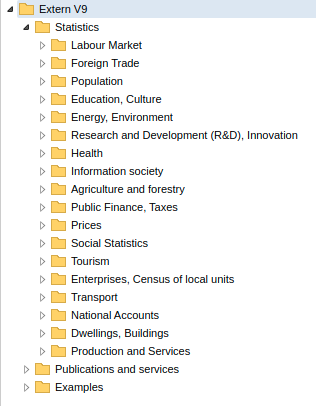 Extern V9
Statistics
Labour Market
Foreign Trade
Population
Education, Culture
Energy, Environment
Research and Development (R&D), Innovation
Health
Information society
Agriculture and forestry
Public Finance, Taxes
Prices
Social Statistics
Tourism
Enterprises, Census of local units
Transport
National Accounts
Dwellings, Buildings
Production and Services
Publications and services
Examples